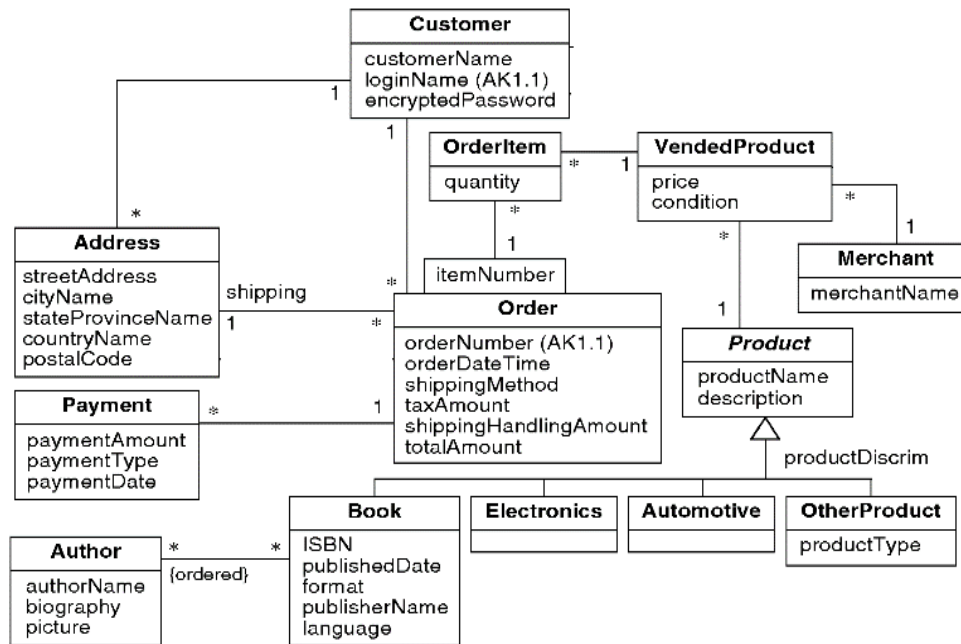 Customer
customerName
loginName (AK1.1)
encryptedPassword
1
1
*
*
OrderItem
quantity
*
1
*
1
VendedProduct
price
condition
*
*
1
1
Merchant
merchantName
Address
streetAddress
cityName
stateProvinceName
countryName
postalCode
shipping
1
*
itemNumber
Order
orderNumber (AK1.1)
orderDateTime
shippingMethod
taxAmount
shippingHandlingAmount
totalAmount
Product
productName
description
productDiscrim
Payment
paymentAmount
paymentType
paymentDate
*
1
Book
ISBN
publishedDate
format
publisherName
language
Electronics
Automotive
OtherProduct
productType
Author
authorName
biography
picture
*
*
{ordered}